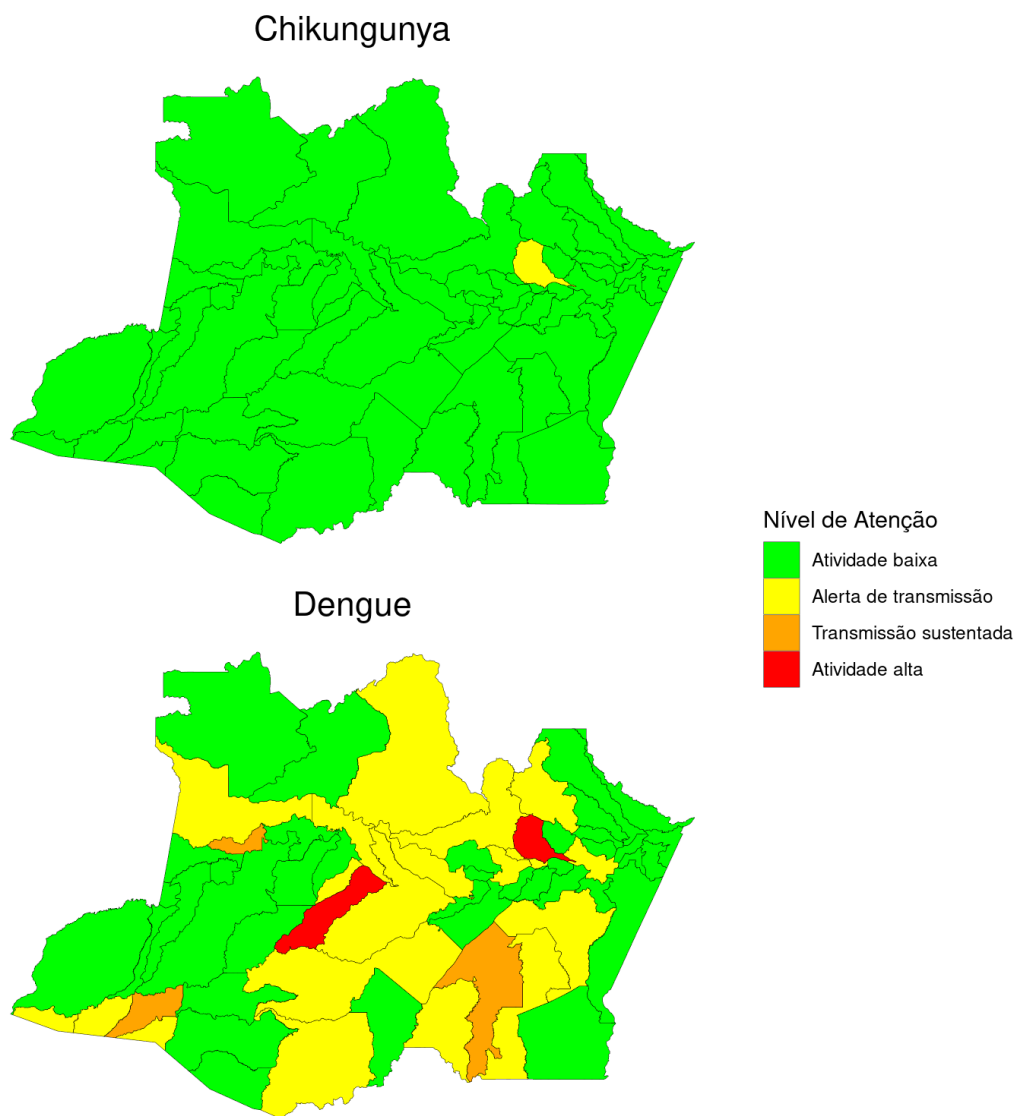 Chikungunya
Nível de Atenção
Atividade baixa
Alerta de transmissão
Transmissão sustentada
Atividade alta
Dengue